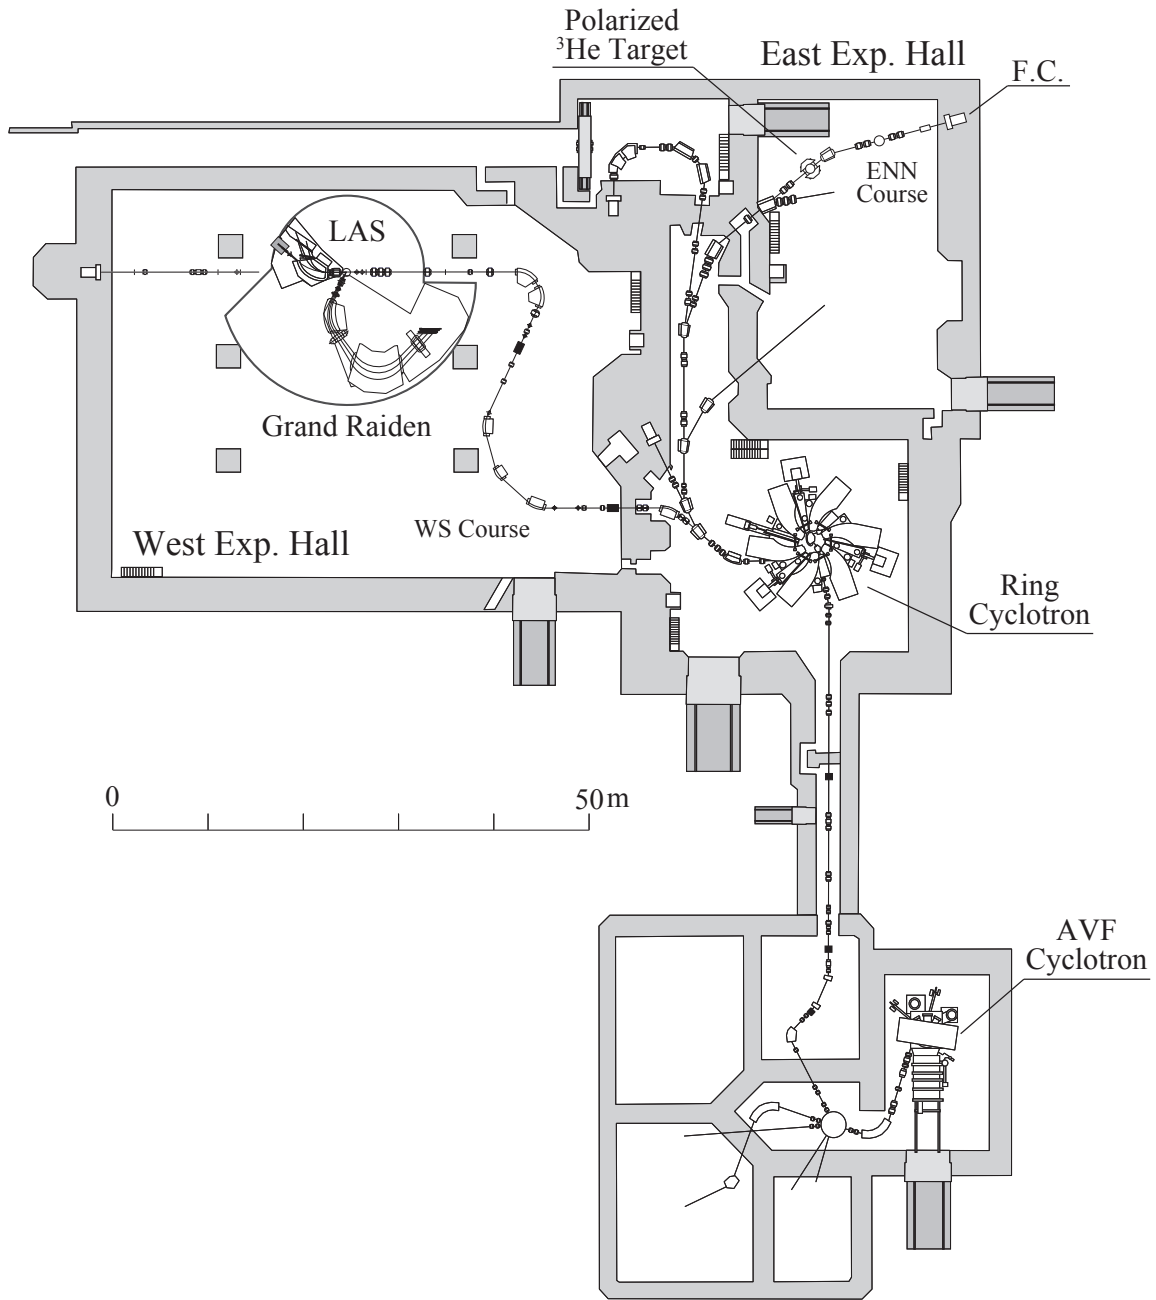 Polarized
³He Target
East Exp. Hall
F.C.
ENN
Course
LAS
Grand Raiden
WS Course
West Exp. Hall
Ring
Cyclotron
0
50 m
AVF
Cyclotron